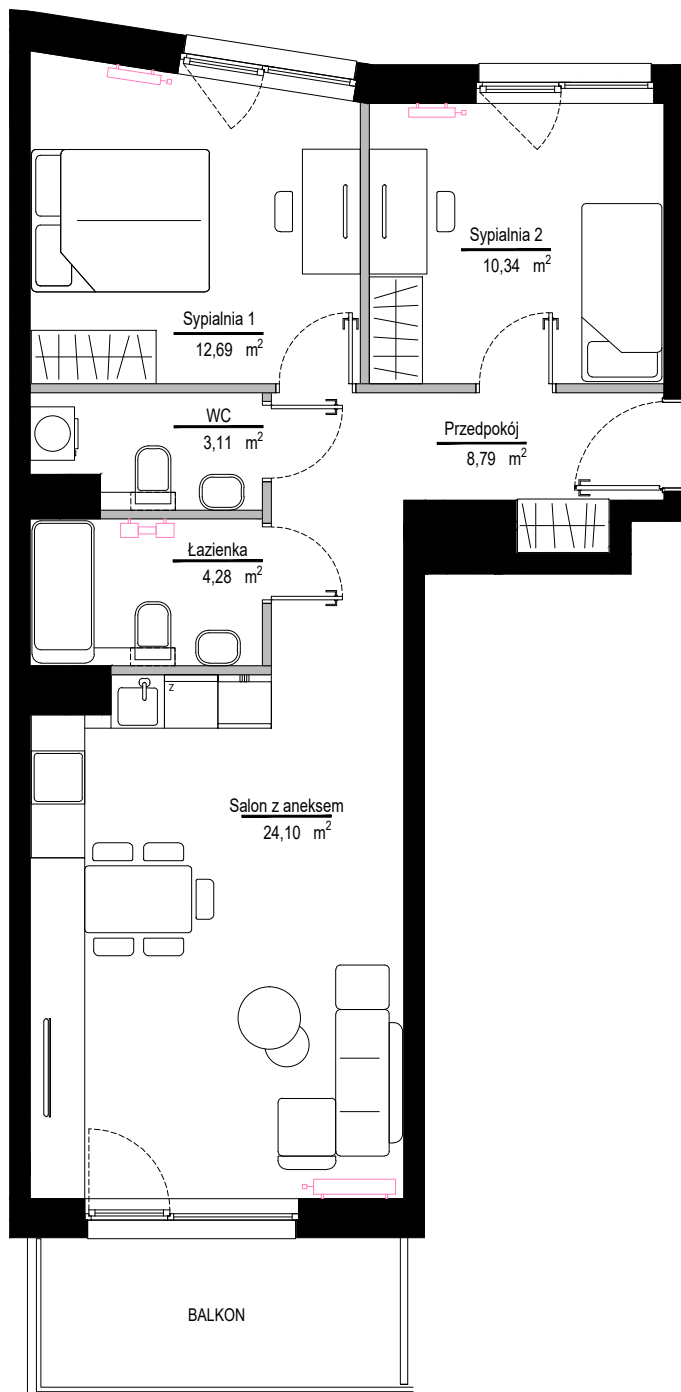 Sypialnia 2
10,34 m²
Sypialnia 1
12,69 m²
WC
3,11 m²
Przedpokój
8,79 m²
Łazienka
4,28 m²
z
Salon z aneksem
24,10 m²
BALKON